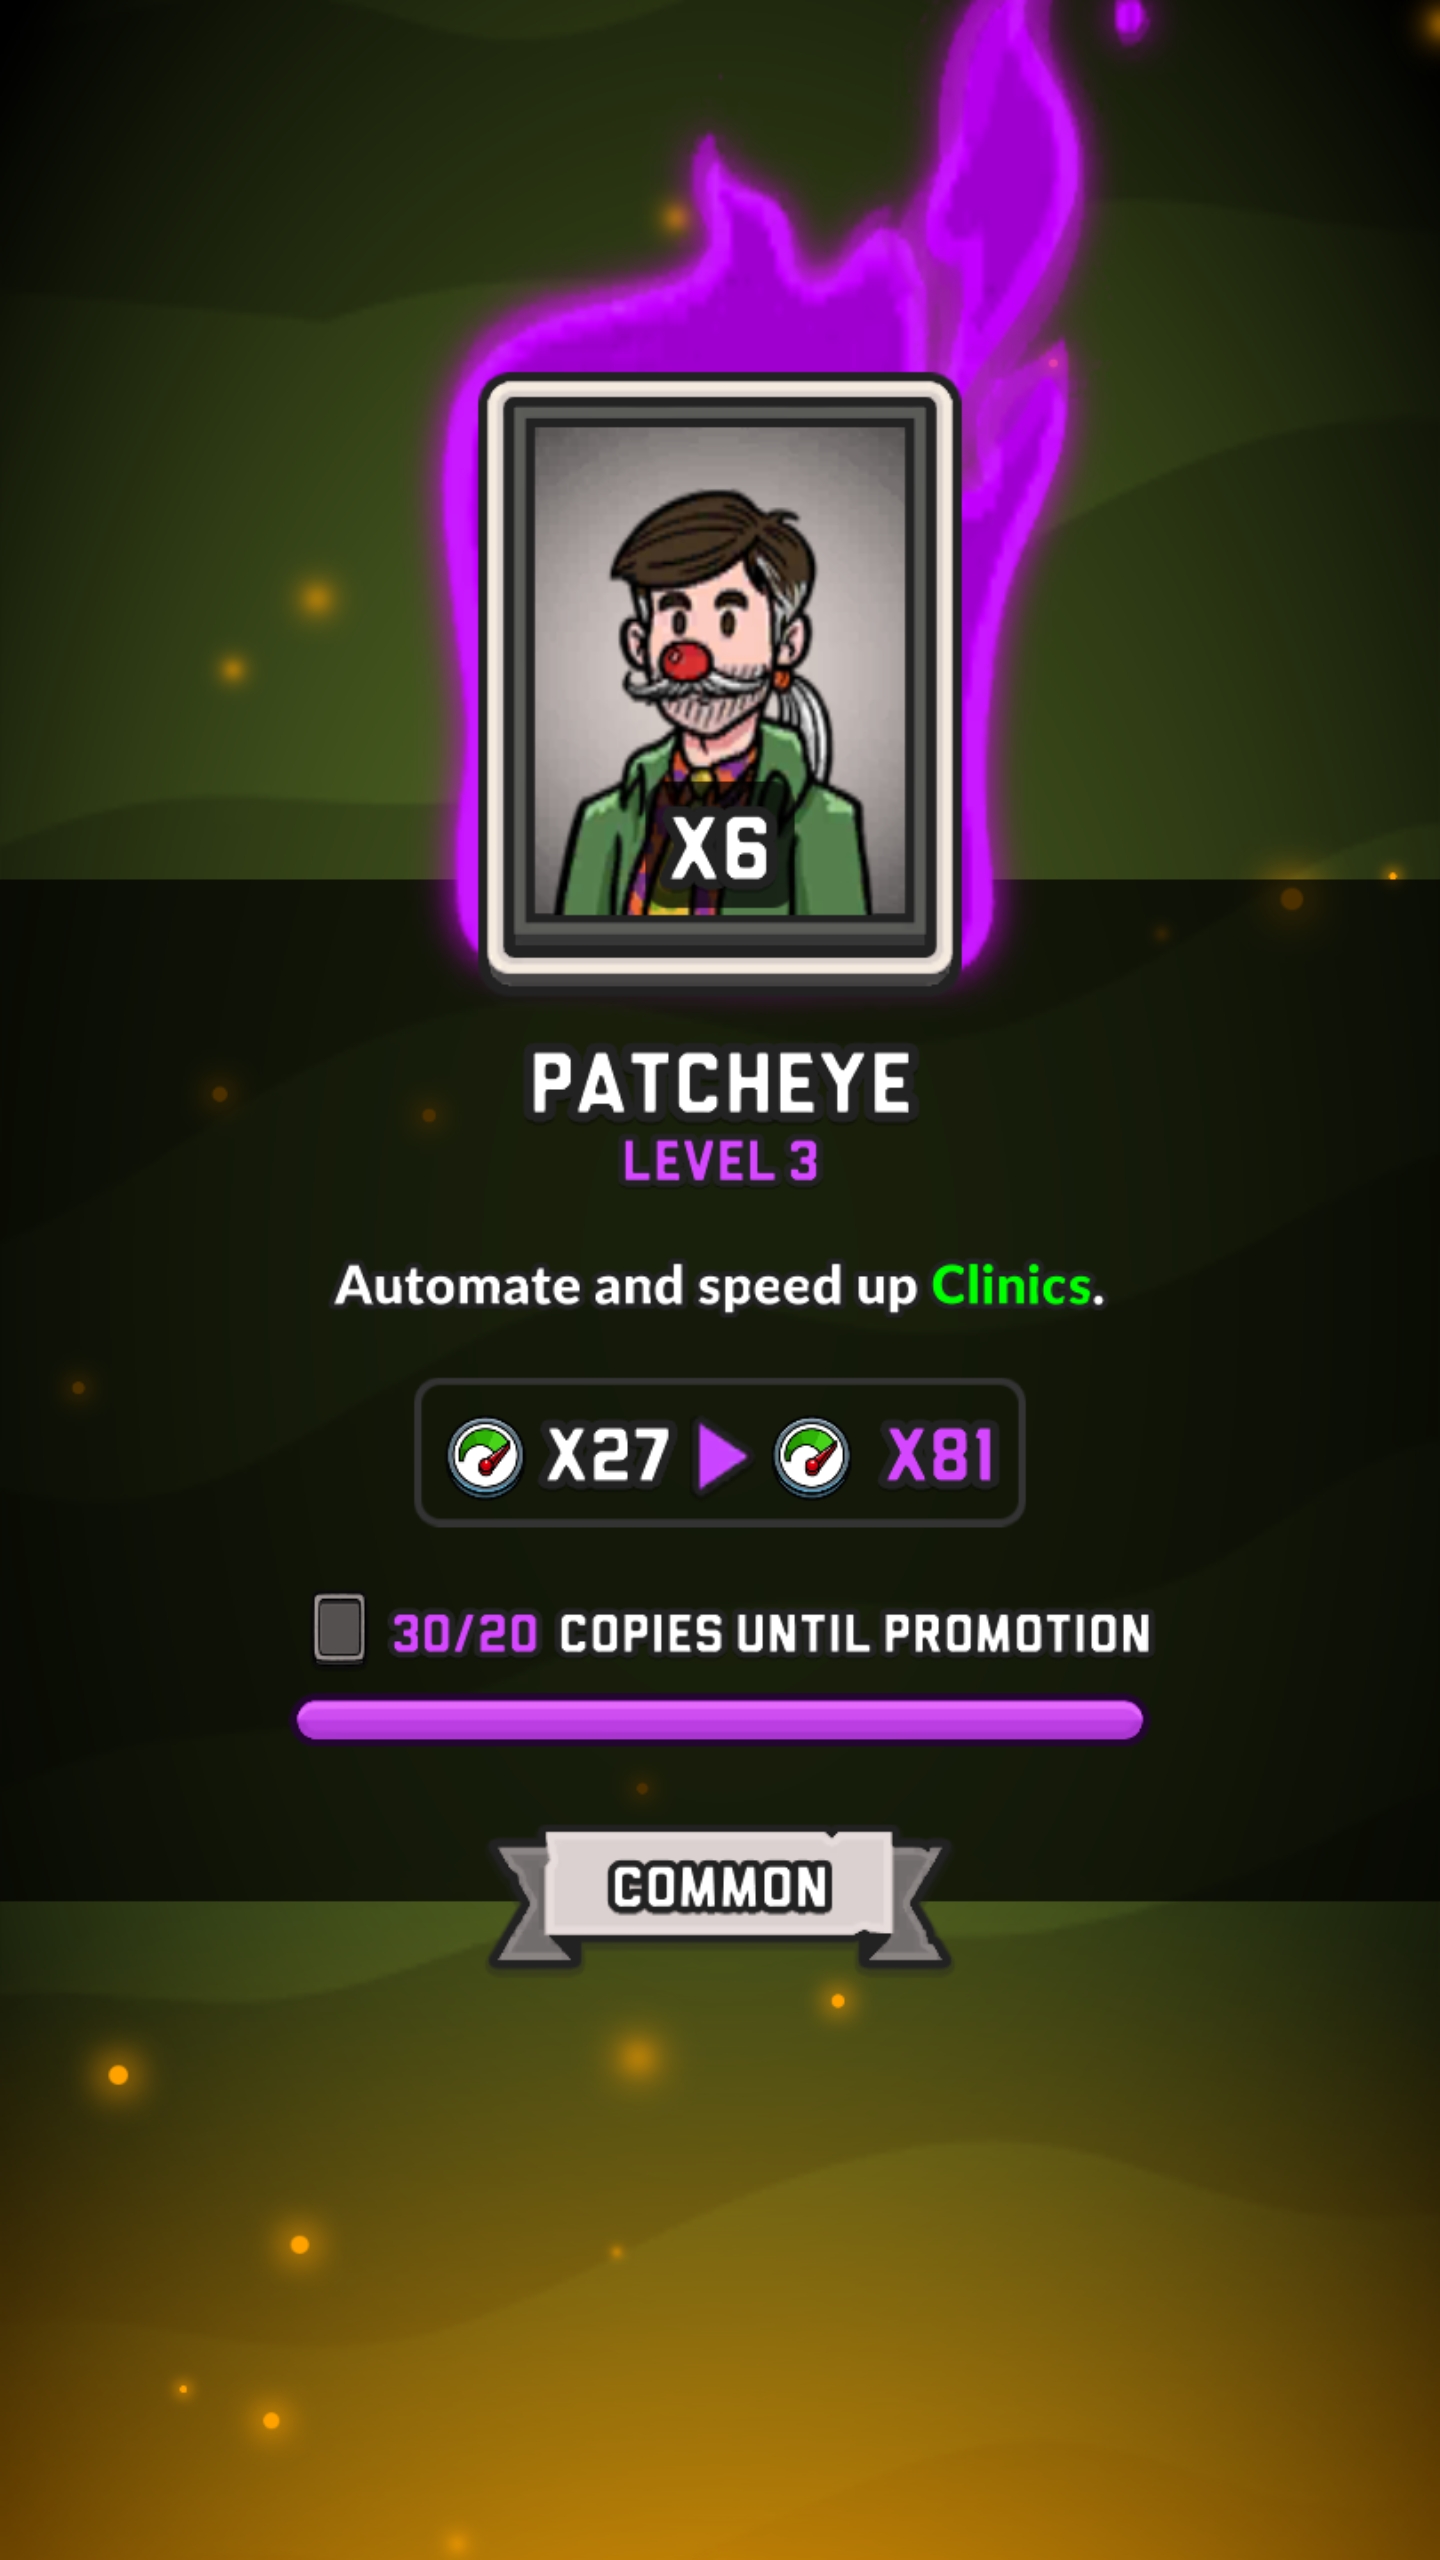 X6
PATCHEYE
LEVEL 3
Automate and speed up Clinics.
X27 X81
30/20 COPIES UNTIL PROMOTION
COMMON